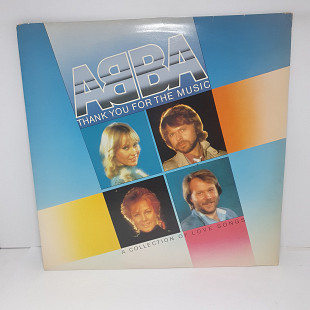 ABBA
THANK YOU FOR THE MUSIC
A COLLECTION OF LOVE SONGS